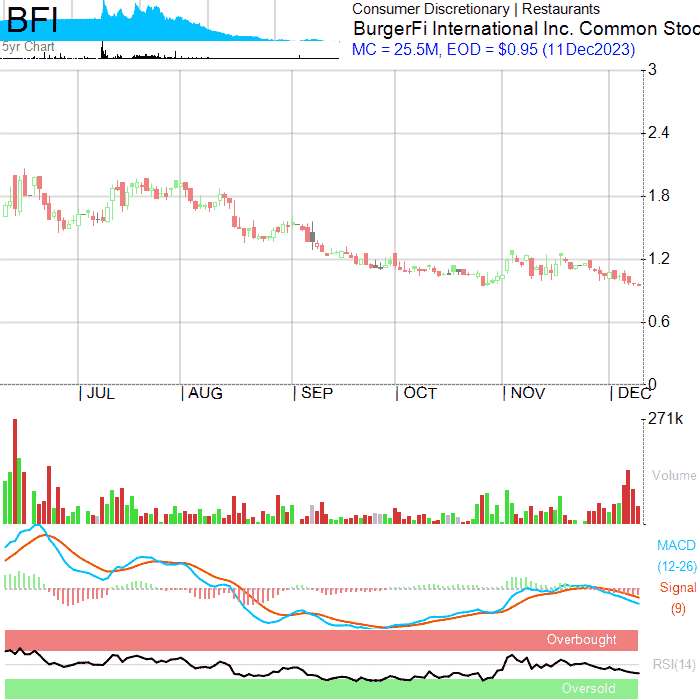 BFI
5yr Chart
Consumer Discretionary | Restaurants
BurgerFi International Inc. Common Stoc
MC = 25.5M, EOD = $0.95 (11Dec2023)
3
2.4
1.8
1.2
0.6
0
JUL
AUG
SEP
OCT
NOV
DEC
271k
Volume
MACD
(12-26)
Signal
(9)
Overbought
RSI(14)
Oversold